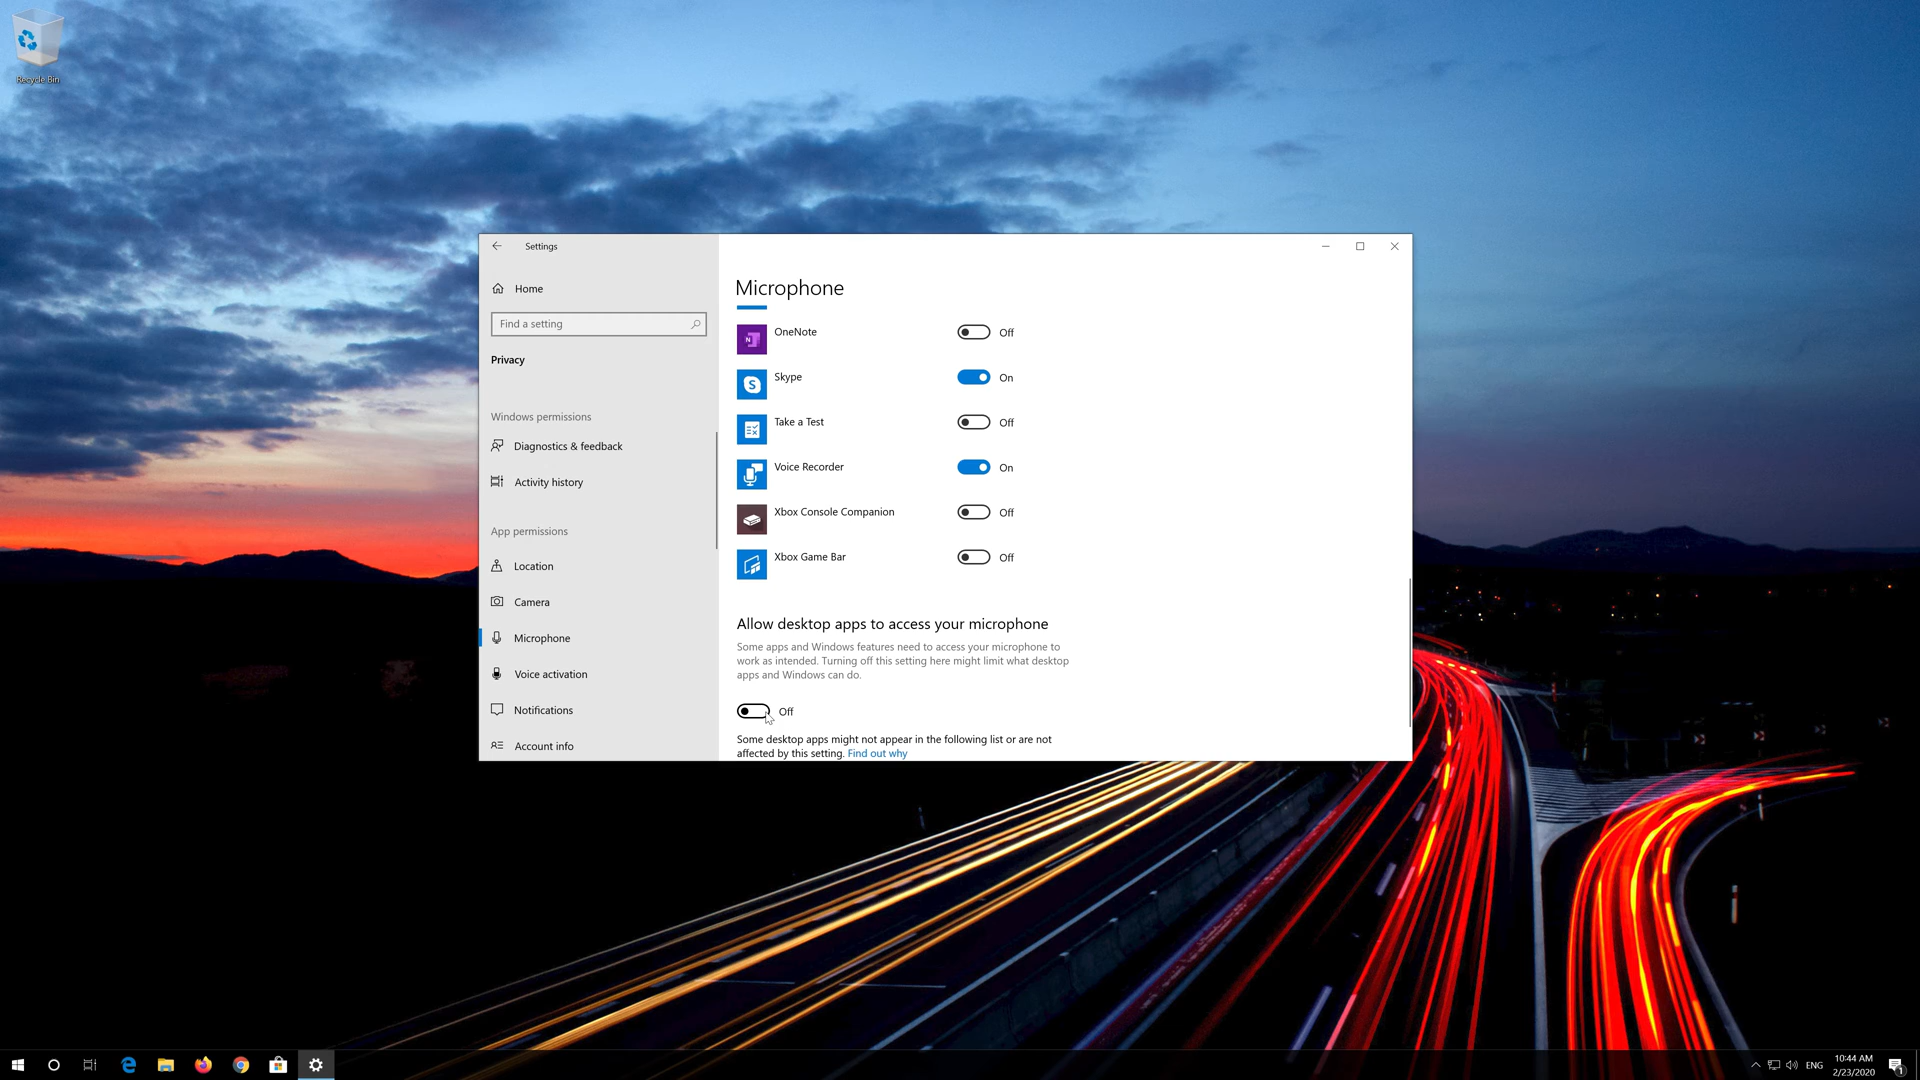 Recycle Bin
Settings
Home
Find a setting
Privacy
Windows permissions
Diagnostics & feedback
Activity history
App permissions
Location
Camera
Microphone
Voice activation
Notifications
Account info
Microphone
OneNote
Off
Skype
On
Take a Test
Off
Voice Recorder
On
Xbox Console Companion
Off
Xbox Game Bar
Off
Allow desktop apps to access your microphone
Some apps and Windows features need to access your microphone to
work as intended. Turning off this setting here might limit what desktop
apps and Windows can do.
Off
Some desktop apps might not appear in the following list or are not
affected by this setting. Find out why
ENG
10:44 AM
2/23/2020
1